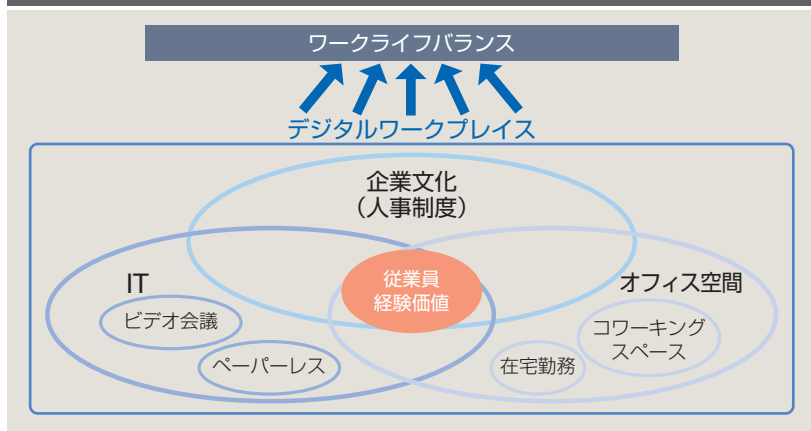 ワークライフバランス
デジタルワークプレイス
企業文化
（人事制度）
IT
従業員
経験価値
オフィス空間
ビデオ会議
コワーキング
スペース
ペーパーレス
在宅勤務